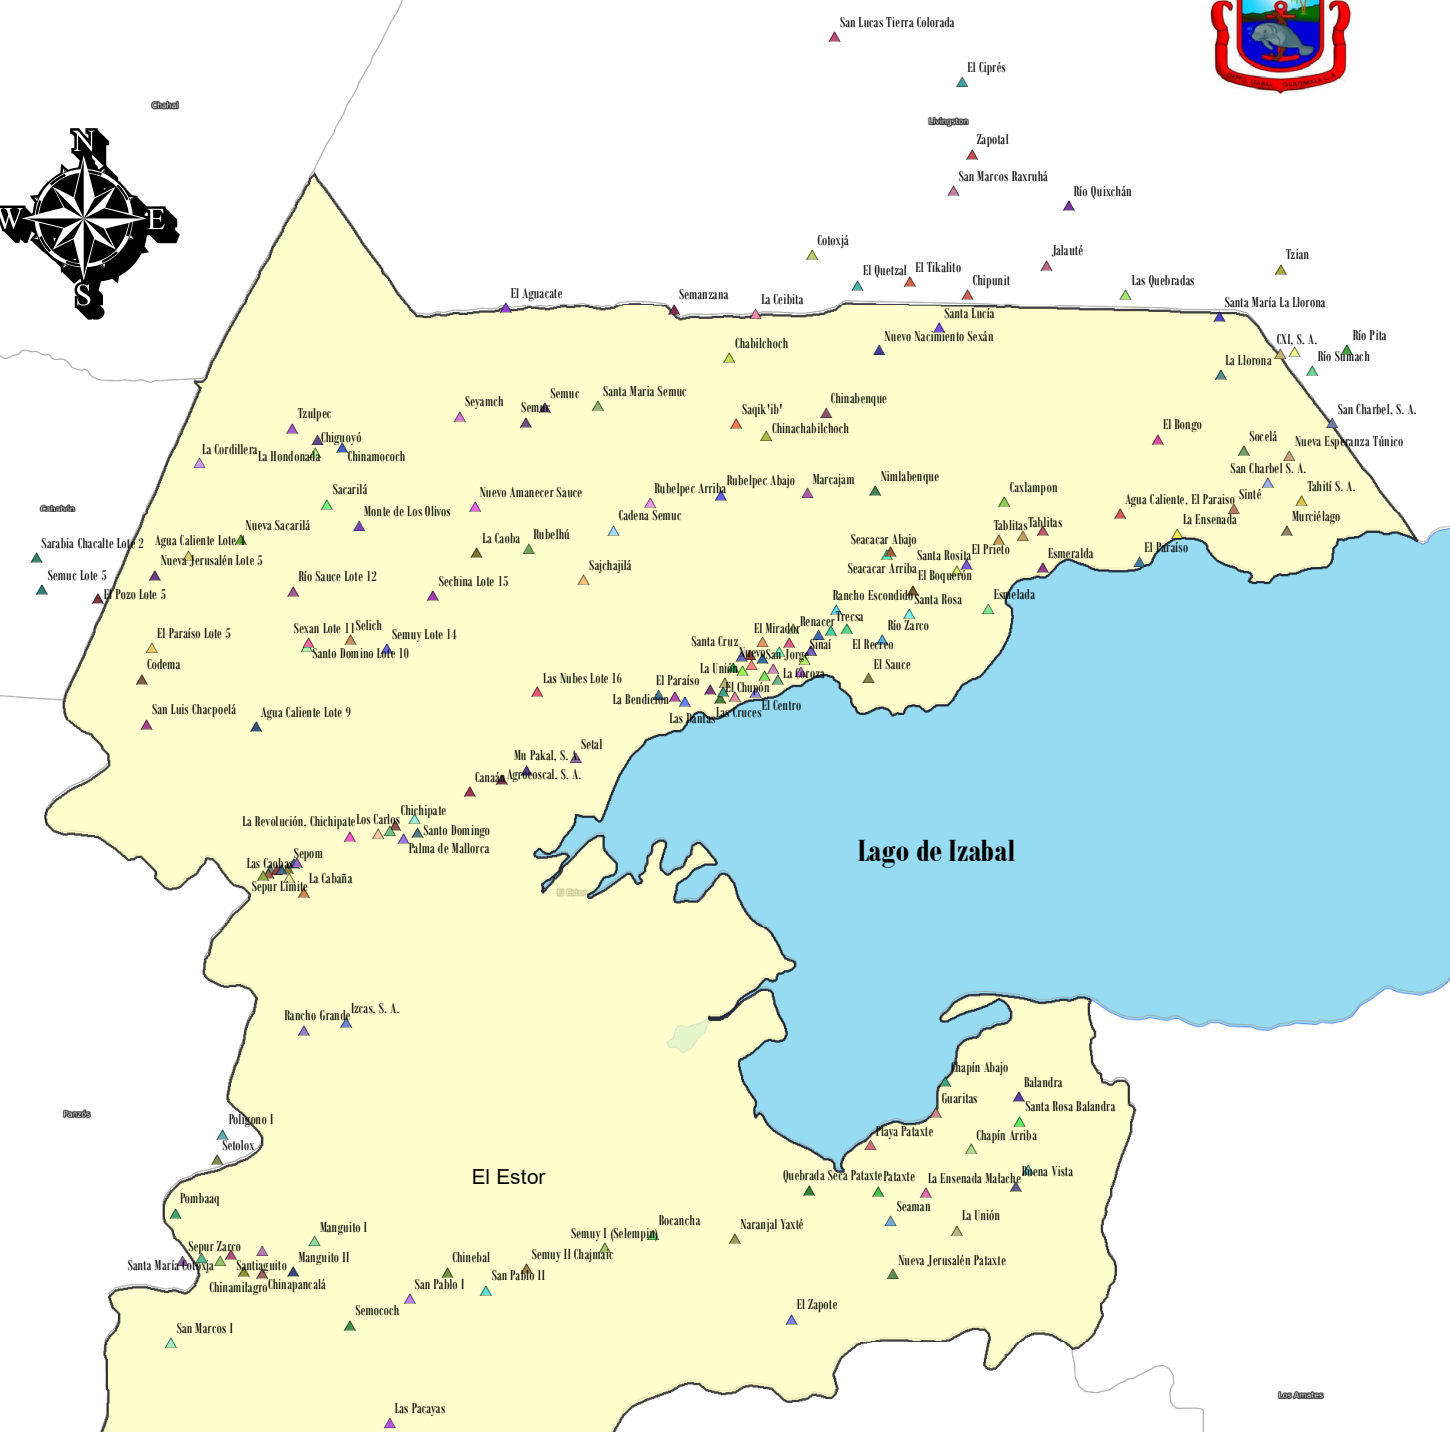 San Lucas Tierra Colorada
El Ciprés
Chahal
Livingston
N
Zapotal
San Marcos Raxruhá
Río Quixchán
W
E
Cotoxjá
Jalauté
Tzian
El Quetzal
El Tikalito
Chipunit
Las Quebradas
S
El Aguacate
Semanzana
La Ceibita
Santa María La Llorona
Santa Lucía
Nuevo Nacimiento Sexán
Chabilchoch
CXI, S. A.
Río Pita
Río Sumach
La Llorona
Semuc
Santa Maria Semuc
Seyamch
Semuc
Chinabenque
Saqik'ib'
San Charbel, S. A.
Tzulpec
Chinachabilchoch
El Bongo
Chiguoyó
Socelá
Nueva Esperanza Túnico
La Cordillera
La Hondonada
Chinamococh
San Charbel S. A.
Sacarilá
Nuevo Amanecer Sauce
Rubelpec Arriba
Rubelpec Abajo
Marcajam
Nimlabenque
Caxlampon
Agua Caliente, El Paraiso
Sinté
Tahití S. A.
Cahabón
Monte de Los Olivos
Cadena Semuc
La Ensenada
Murciélago
Nueva Sacarilá
Tablitas
Tablitas
Sarabia Chacalte Lote 2
Agua Caliente Lote
La Caoba
Rubelhú
Seacacar Abajo
El Prieto
El Paraíso
Nueva Jerusalén Lote 5
Santa Rosita
Esmeralda
Semuc Lote 5
Río Sauce Lote 12
Sechina Lote 15
Sajchajilá
Seacacar Arriba
El Boquerón
El Pozo Lote 5
Rancho Escondido
Santa Rosa
Esmelada
El Paraíso Lote 5
Sexan Lote 11
Selich
Semuy Lote 14
El Mirador
Renacer
Trecsa
Río Zarco
Santo Domino Lote 10
Santa Cruz
Nuevo
San Jorge
Sinaí
El Recreo
Codema
La Unión
La Coroza
El Sauce
Las Nubes Lote 16
El Paraíso
El Chupón
San Luis Chacpoelá
Agua Caliente Lote 9
La Bendición
Las Dantas
Las Cruces
El Centro
Mu Pakal, S. A.
Setal
Canaán
Agrocoscal. S. A.
La Revolución, Chichipate
Los Carlos
Chichipate
Santo Domingo
Palma de Mallorca
Lago de Izabal
Las Caobas
Sepom
La Cabaña
Sepur Límite
El Estor
Rancho Grande
Izcas, S. A.
Chapín Abajo
Balandra
Guaritas
Santa Rosa Balandra
Panzós
Polígono I
Playa Pataxte
Chapín Arriba
Setolox
El Estor
Quebrada Seca Pataxte
Pataxte
La Ensenada Malache
Buena Vista
Pombaaq
Seaman
La Unión
Manguito I
Semuy I (Selempin)
Bocancha
Naranjal Yaxté
Sepur Zarco
Santa María Cotoxja
Santiaguito
Manguito II
Chinebal
Semuy II Chajmaic
Nueva Jerusalén Pataxte
Chinamilagro
Chinapancalá
San Pablo I
San Pablo II
Semococh
El Zapote
San Marcos I
Los Amates
Las Pacayas